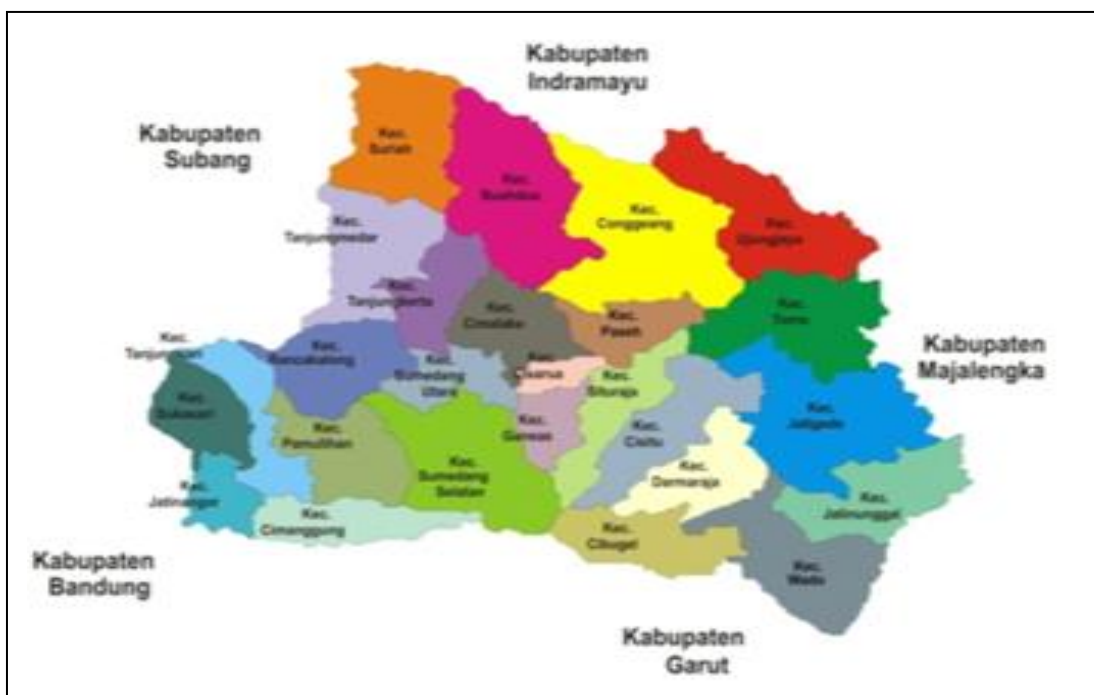 Kabupaten
Indramayu
Kabupaten
Subang
Kec.
Surian
Kec.
Buahdua
Kec.
Conggeang
Kec.
Ujungjaya
Kec.
Tanjungmedar
Kec.
Tanjungkerta
Kec.
Cimalaka
Kec.
Paseh
Kec.
Tomo
Kec.
Tanjungsari
Kec.
Rancakalong
Kec.
Sumedang
Utara
Kec.
Cisarua
Kec.
Situraja
Kabupaten
Majalengka
Kec.
Sukasari
Kec.
Pamulihan
Kec.
Ganeas
Kec.
Cisitu
Kec.
Jatigede
Kec.
Sumedang
Selatan
Kec.
Darmaraja
Kec.
Jatinangor
Kec.
Cimanggung
Kec.
Cibugel
Kec.
Jatinunggal
Kec.
Wado
Kabupaten
Bandung
Kabupaten
Garut